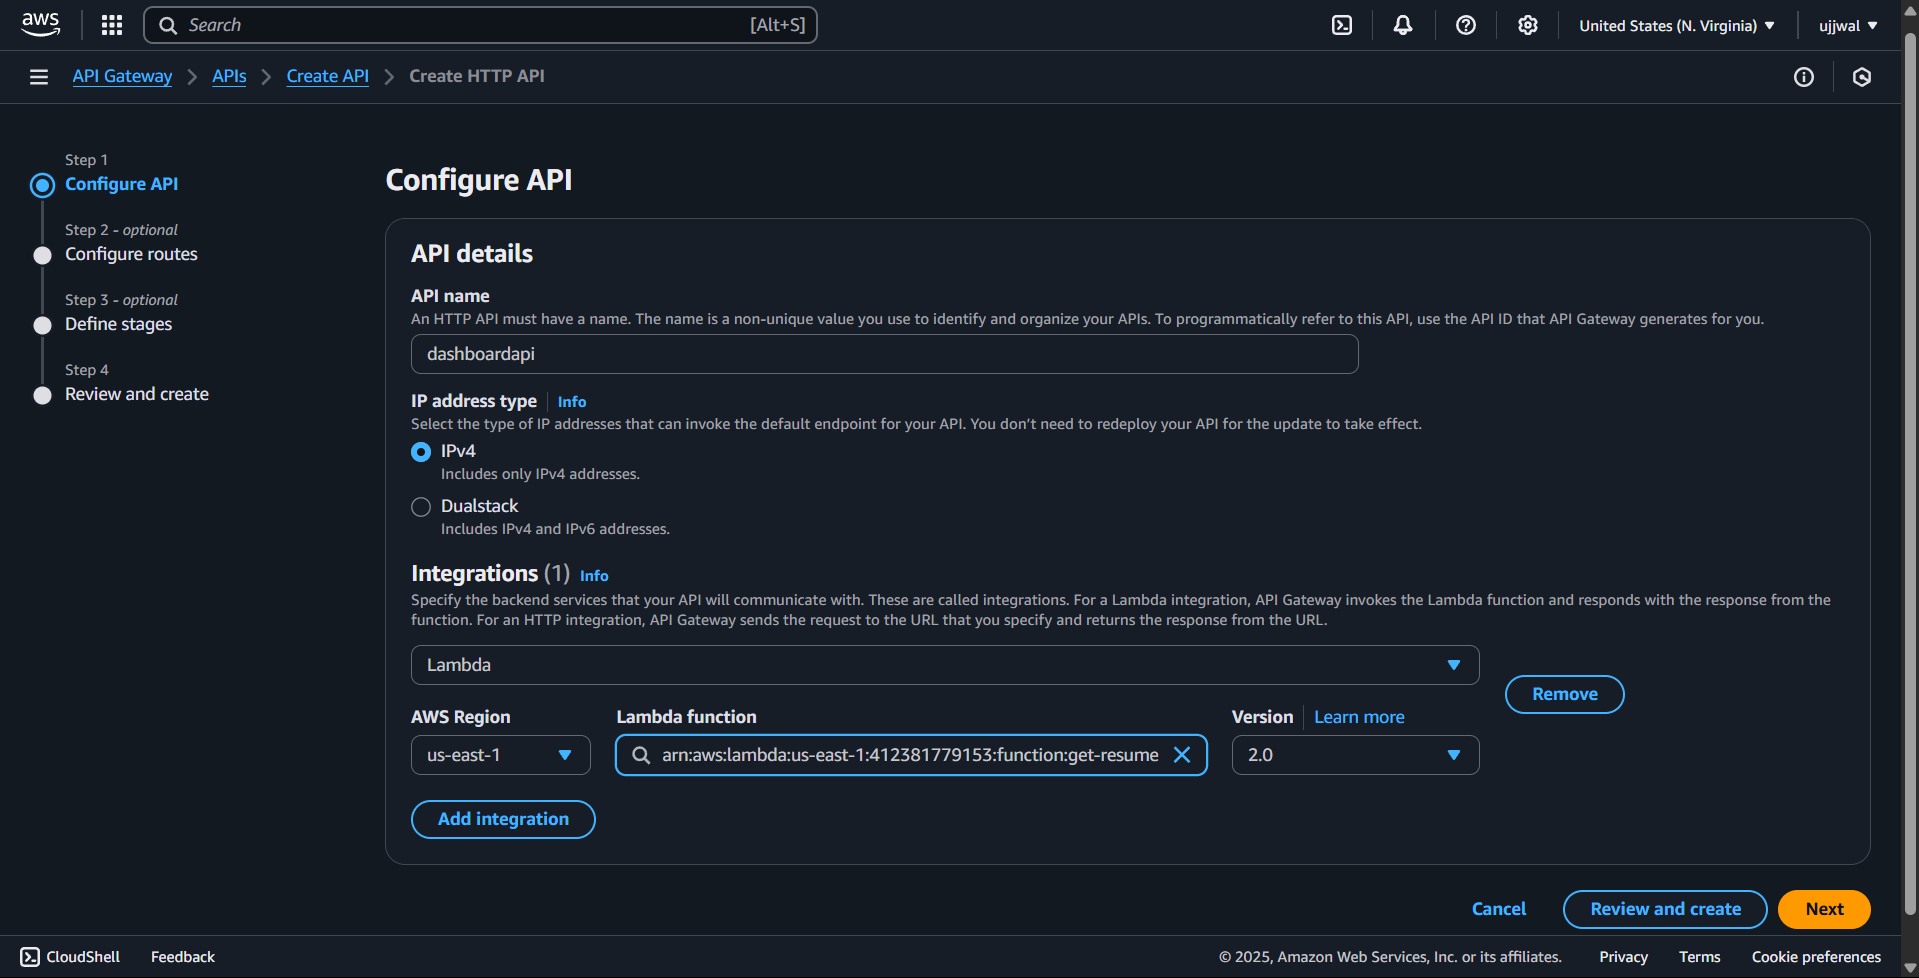 aws
Search [Alt+S]
United States (N. Virginia)
ujjwal
API Gateway
APIs
Create API
Create HTTP API
Step 1
Configure API
Step 2 - optional
Configure routes
Step 3 - optional
Define stages
Step 4
Review and create
Configure API
API details
API name
An HTTP API must have a name. The name is a non-unique value you use to identify and organize your APIs. To programmatically refer to this API, use the API ID that API Gateway generates for you.
dashboardapi
IP address type Info
Select the type of IP addresses that can invoke the default endpoint for your API. You don’t need to redeploy your API for the update to take effect.
IPv4
Includes only IPv4 addresses.
Dualstack
Includes IPv4 and IPv6 addresses.
Integrations (1) Info
Specify the backend services that your API will communicate with. These are called integrations. For a Lambda integration, API Gateway invokes the Lambda function and responds with the response from the
function. For an HTTP integration, API Gateway sends the request to the URL that you specify and returns the response from the URL.
Lambda
Remove
AWS Region
Lambda function
Version Learn more
us-east-1
arn:aws:lambda:us-east-1:412381779153:function:get-resume
2.0
Add integration
Cancel
Review and create
Next
CloudShell
Feedback
© 2025, Amazon Web Services, Inc. or its affiliates.
Privacy
Terms
Cookie preferences